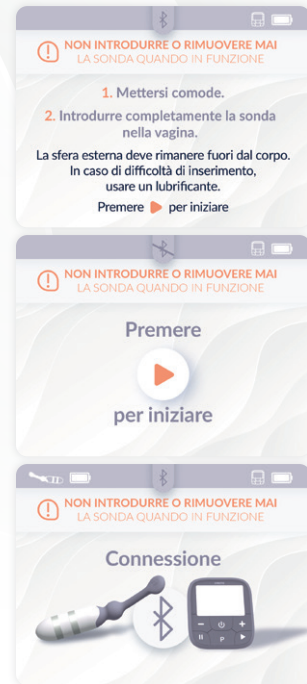 NON INTRODURRE O RIMUOVERE MAI
LA SONDA QUANDO IN FUNZIONE
1. Mettersi comode.
2. Introdurre completamente la sonda
nella vagina.
La sfera esterna deve rimanere fuori dal corpo.
In caso di difficoltà di inserimento,
usare un lubrificante.
Premere per iniziare
NON INTRODURRE O RIMUOVERE MAI
LA SONDA QUANDO IN FUNZIONE
Premere
per iniziare
NON INTRODURRE O RIMUOVERE MAI
LA SONDA QUANDO IN FUNZIONE
Connessione
P